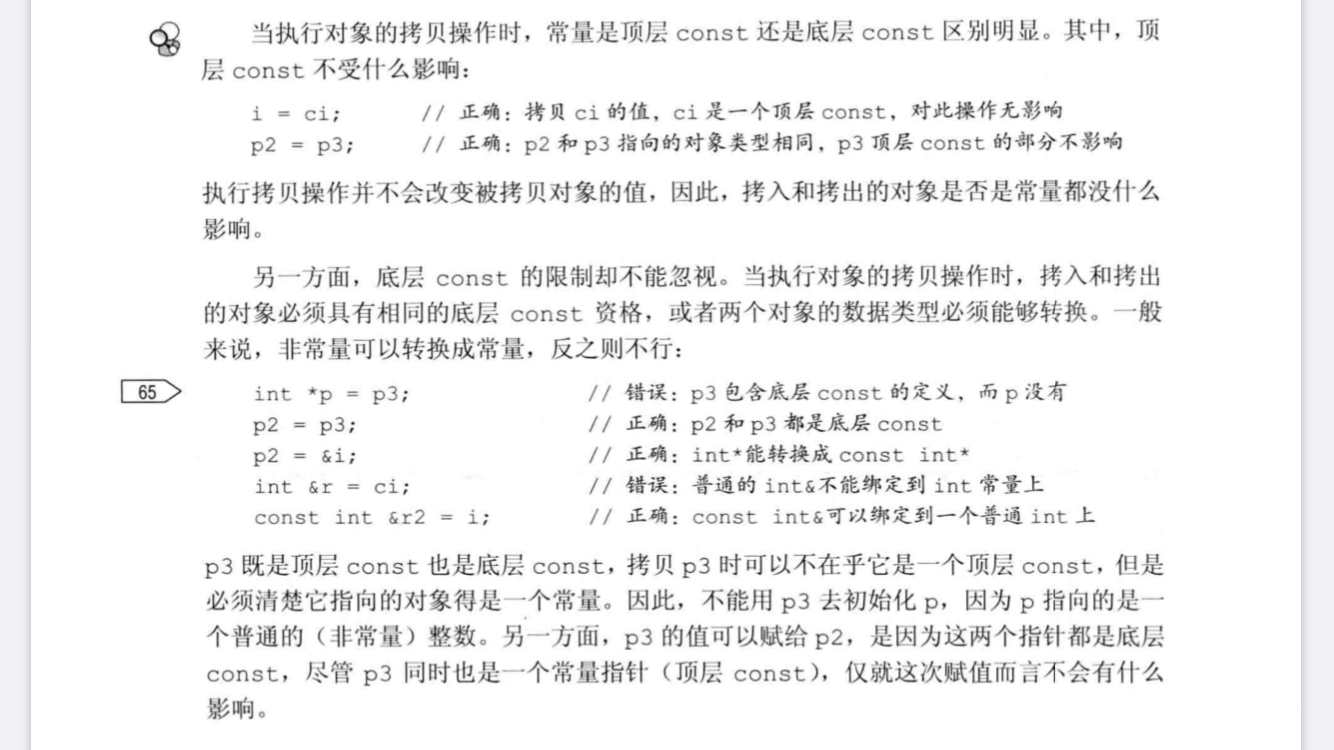 当执行对象的拷贝操作时，常量是顶层 const 还是底层 const 区别明显。其中，顶
层 const 不受什么影响：
i = ci; // 正确：拷贝 ci 的值，ci 是一个顶层 const，对此操作无影响
p2 = p3; // 正确：p2 和 p3 指向的对象类型相同，p3 顶层 const 的部分不影响
执行拷贝操作并不会改变被拷贝对象的值，因此，拷入和拷出的对象是否是常量都没什么
影响。
另一方面，底层 const 的限制却不能忽视。当执行对象的拷贝操作时，拷入和拷出
的对象必须具有相同的底层 const 资格，或者两个对象的数据类型必须能够转换。一般
来说，非常量可以转换成常量，反之则不行：
65
int *p = p3; // 错误：p3 包含底层 const 的定义，而 p 没有
p2 = p3; // 正确：p2 和 p3 都是底层 const
p2 = &i; // 正确：int*能转换成 const int*
int &r = ci; // 错误：普通的 int&不能绑定到 int 常量上
const int &r2 = i; // 正确：const int&可以绑定到一个普通 int 上
p3 既是顶层 const 也是底层 const，拷贝 p3 时可以不在乎它是一个顶层 const，但是
必须清楚它指向的对象得是一个常量。因此，不能用 p3 去初始化 p，因为 p 指向的是一
个普通的（非常量）整数。另一方面，p3 的值可以赋给 p2，是因为这两个指针都是底层
const，尽管 p3 同时也是一个常量指针（顶层 const），仅就这次赋值而言不会有什么
影响。